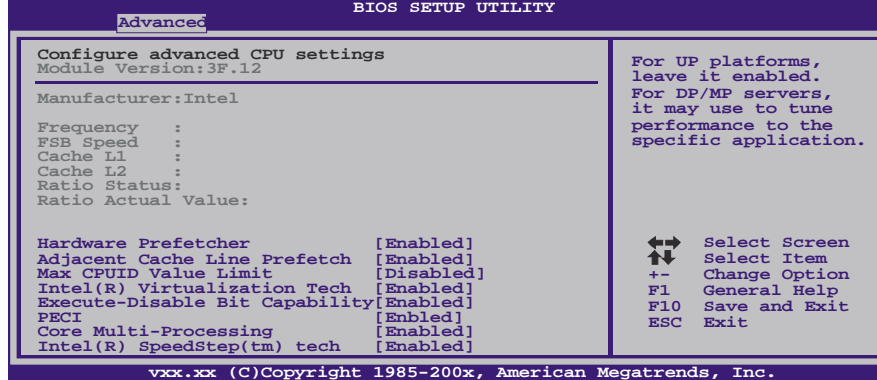 BIOS SETUP UTILITY
Advanced
Configure advanced CPU settings
Module Version:3F.12
Manufacturer:Intel
Frequency :
FSB Speed :
Cache L1 :
Cache L2 :
Ratio Status:
Ratio Actual Value:
Hardware Prefetcher [Enabled]
Adjacent Cache Line Prefetch [Enabled]
Max CPUID Value Limit [Disabled]
Intel(R) Virtualization Tech [Enabled]
Execute-Disable Bit Capability[Enabled]
PECI [Enbled]
Core Multi-Processing [Enabled]
Intel(R) SpeedStep(tm) tech [Enabled]
For UP platforms,
leave it enabled.
For DP/MP servers,
it may use to tune
performance to the
specific application.
Select Screen
Select Item
+- Change Option
F1 General Help
F10 Save and Exit
ESC Exit
vxx.xx (C)Copyright 1985-200x, American Megatrends, Inc.